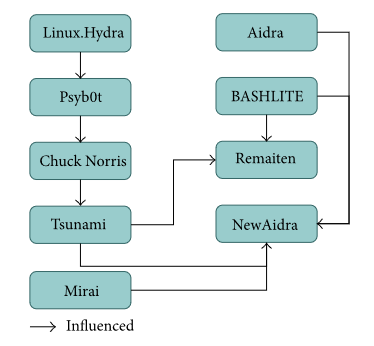 Linux.Hydra
Psyb0t
Chuck Norris
Tsunami
Mirai
Aidra
BASHLITE
Remaiten
NewAidra
Influenced